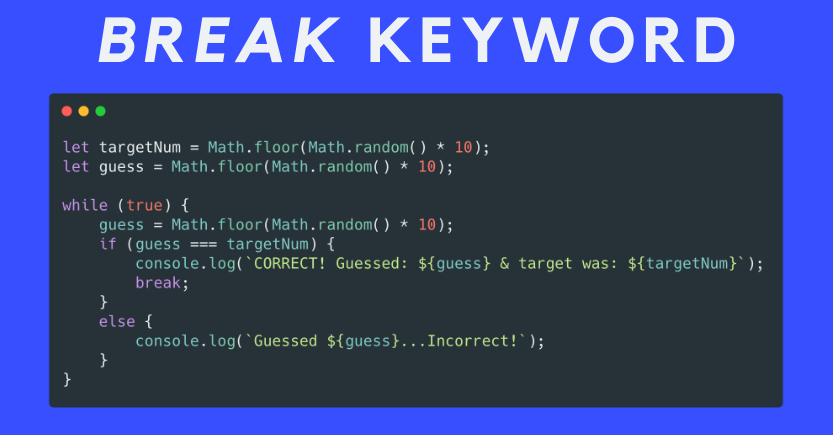 BREAK KEYWORD
let targetNum = Math.floor(Math.random() * 10);
let guess = Math.floor(Math.random() * 10);
while (true) {
    guess = Math.floor(Math.random() * 10);
    if (guess === targetNum) {
        console.log(`CORRECT! Guessed: ${guess} & target was: ${targetNum}`);
        break;
    }
    else {
        console.log(`Guessed ${guess}...Incorrect!`);
    }
}